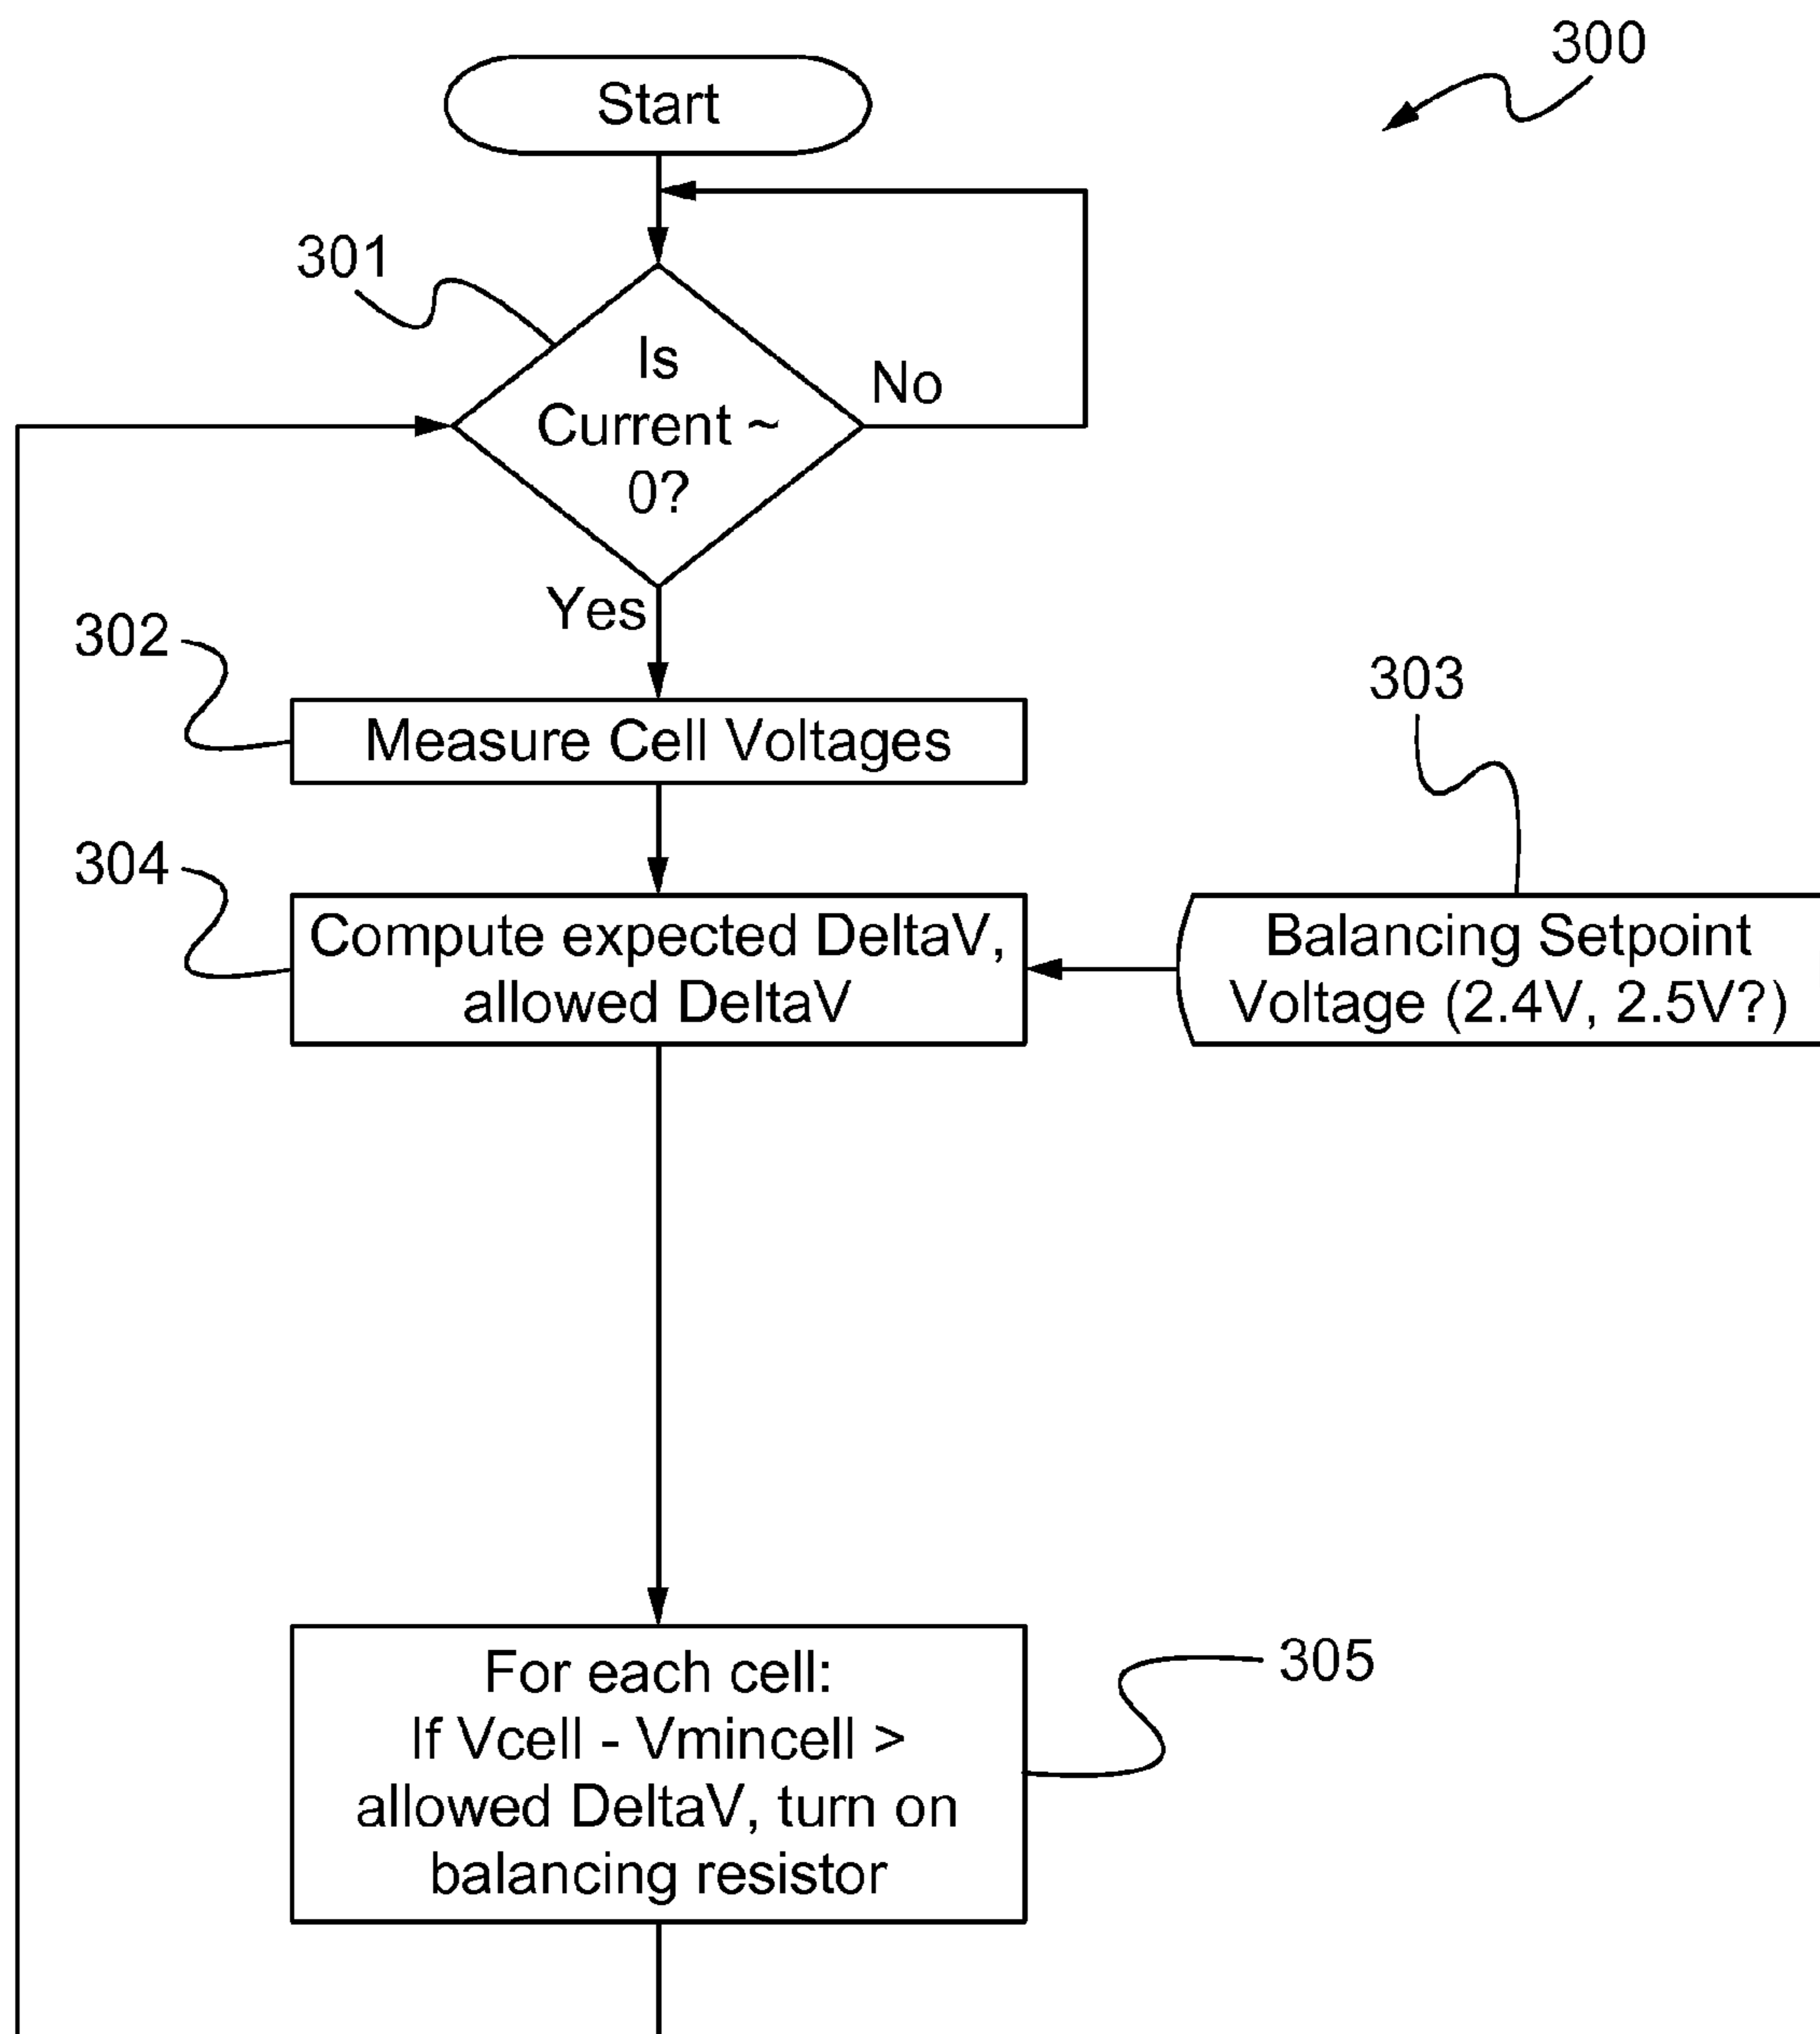 300
Start
301
Is
Current ~
0?
No
Yes
302
Measure Cell Voltages
303
304
Compute expected DeltaV,
allowed DeltaV
Balancing Setpoint
Voltage (2.4V, 2.5V?)
For each cell:
If Vcell - Vmincell >
allowed DeltaV, turn on
balancing resistor
305